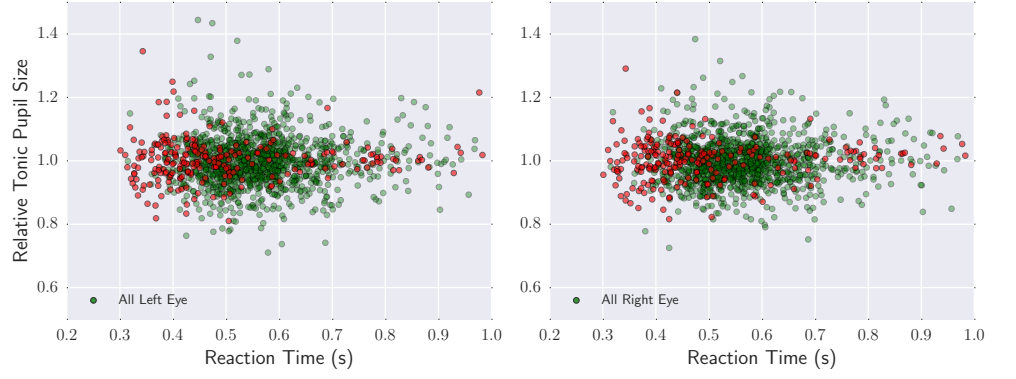 Relative Tonic Pupil Size
1.4
1.2
1.0
0.8
0.6
All Left Eye
0.2 0.3 0.4 0.5 0.6 0.7 0.8 0.9 1.0
Reaction Time (s)
1.4
1.2
1.0
0.8
0.6
All Right Eye
0.2 0.3 0.4 0.5 0.6 0.7 0.8 0.9 1.0
Reaction Time (s)